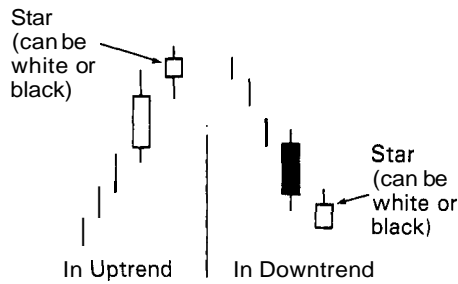 Star
(can be
white or
black)
Star
(can be
white or
black)
In Uptrend
In Downtrend